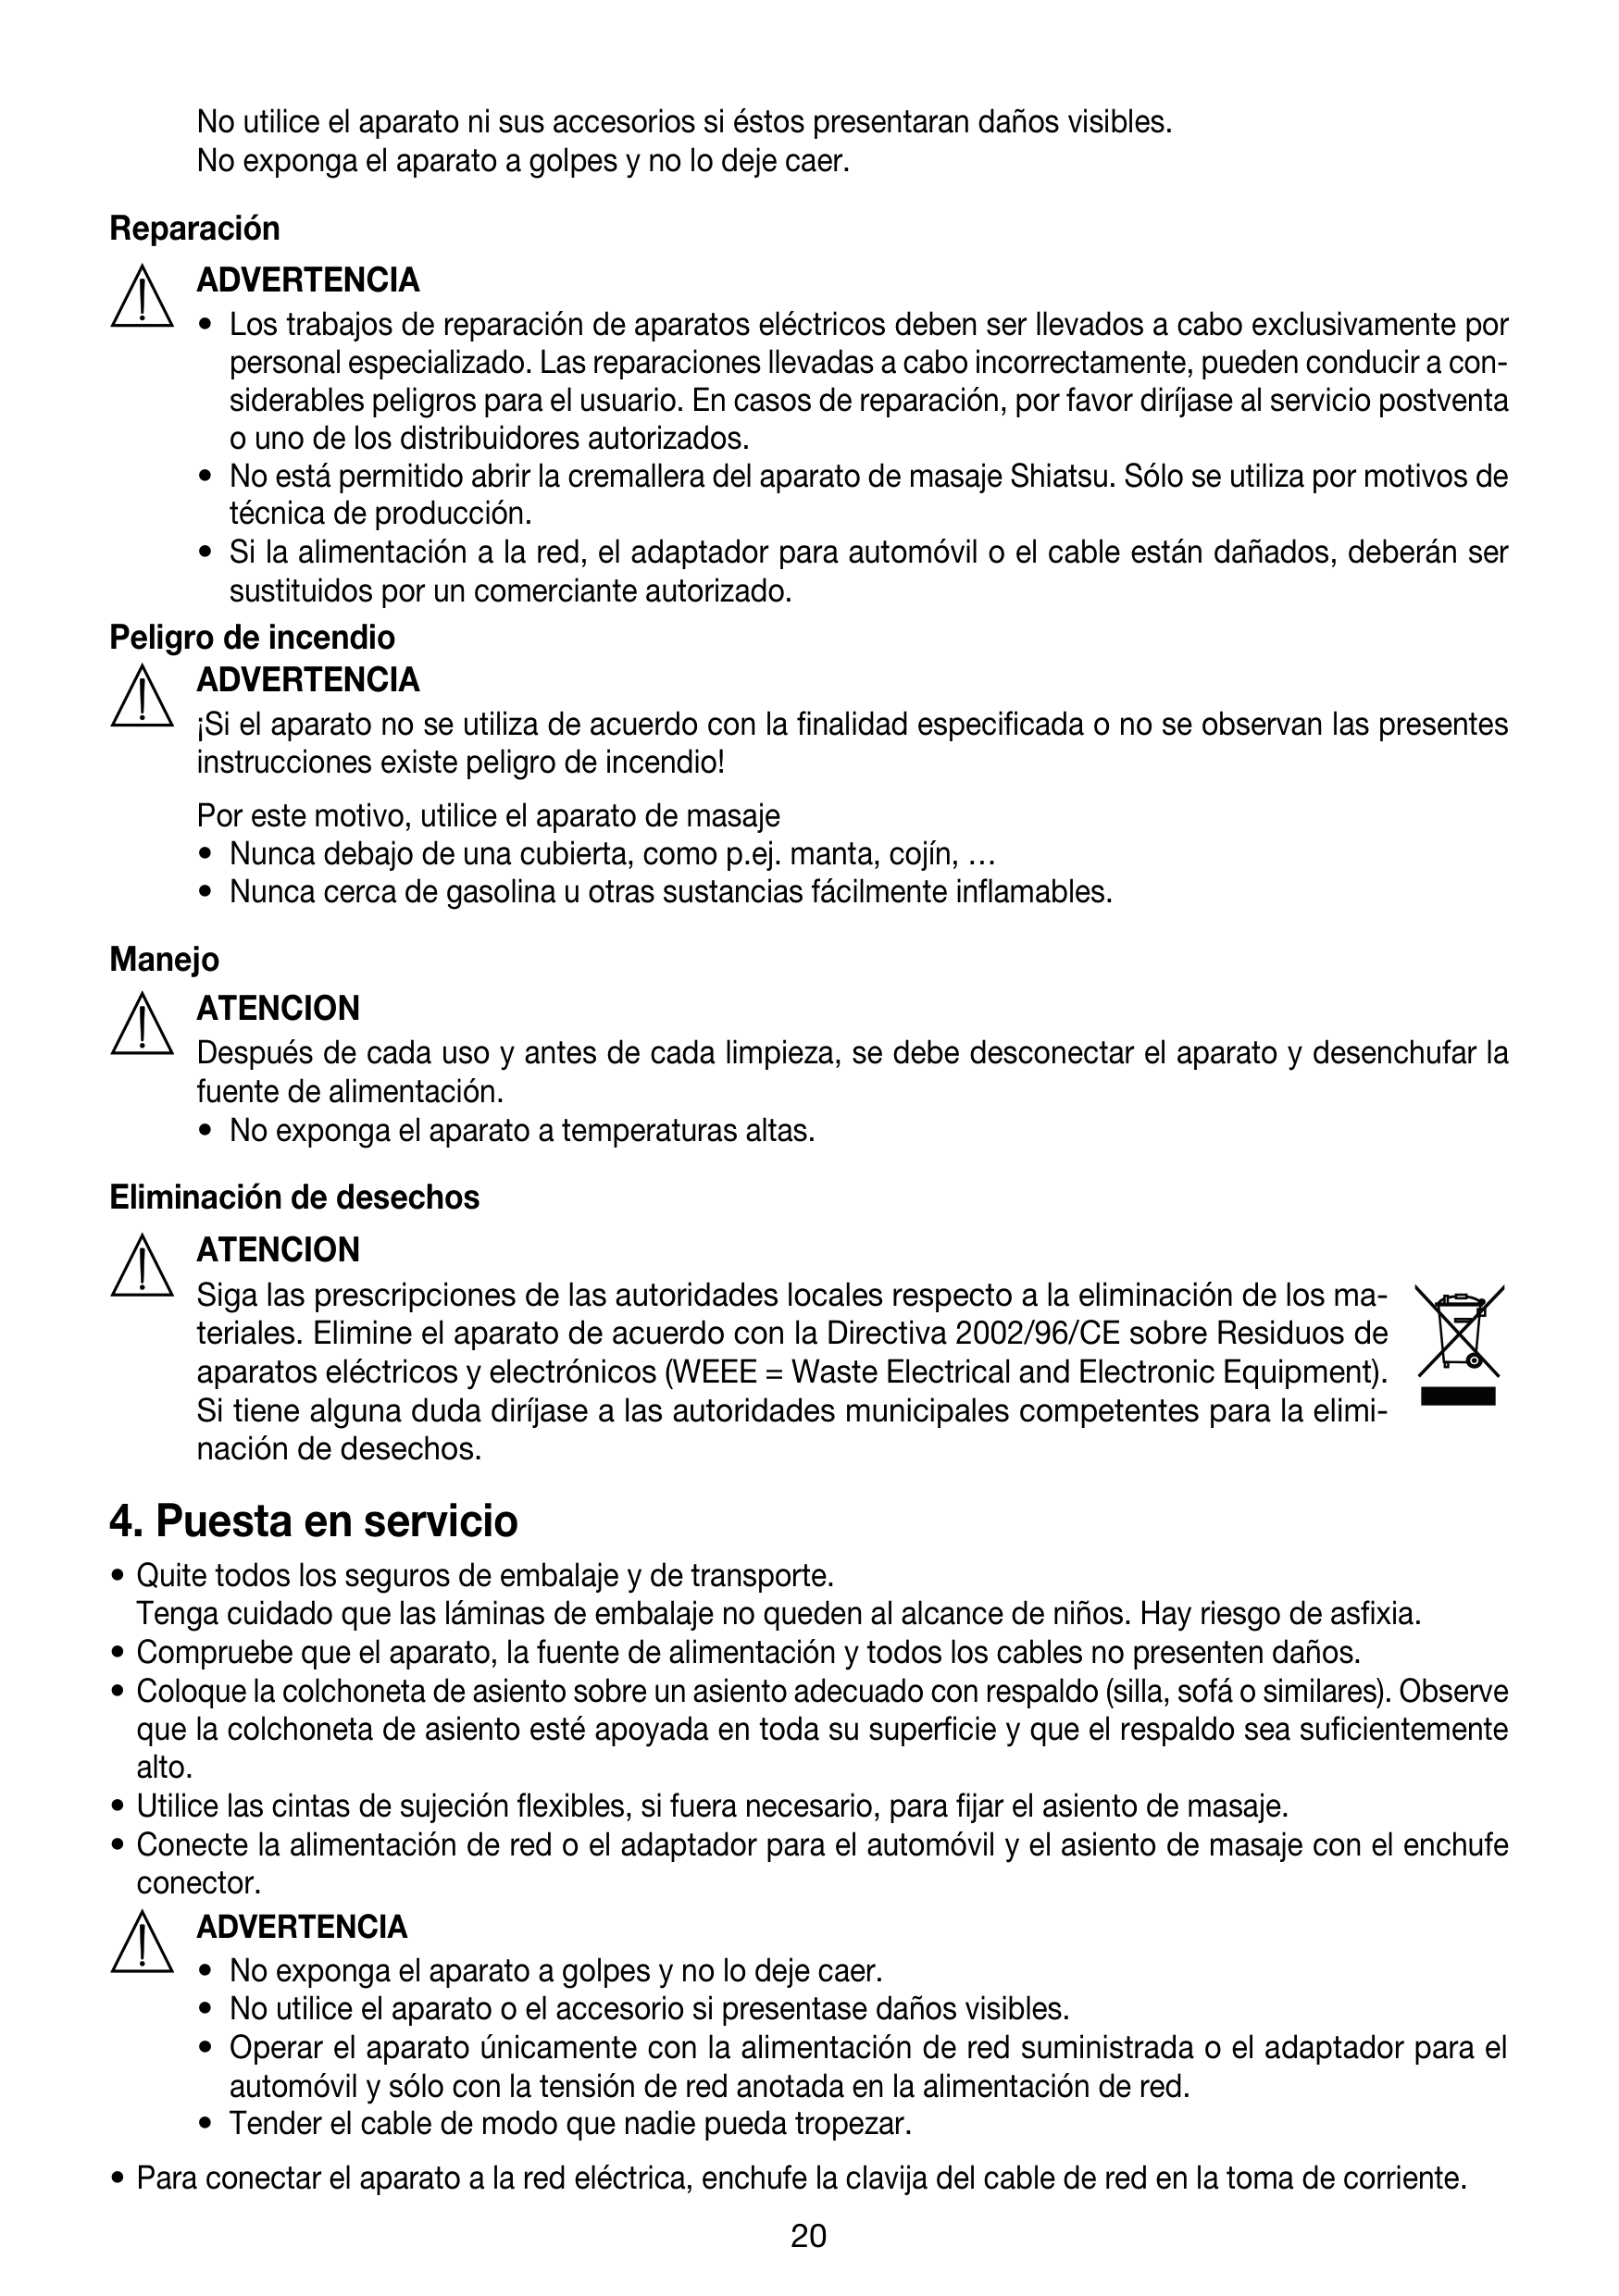 No utilice el aparato ni sus accesorios si éstos presentaran daños visibles.
No exponga el aparato a golpes y no lo deje caer.
Reparación
ADVERTENCIA
• Los trabajos de reparación de aparatos eléctricos deben ser llevados a cabo exclusivamente por
personal especializado. Las reparaciones llevadas a cabo incorrectamente, pueden conducir a con-
siderables peligros para el usuario. En casos de reparación, por favor diríjase al servicio postventa
o uno de los distribuidores autorizados.
• No está permitido abrir la cremallera del aparato de masaje Shiatsu. Sólo se utiliza por motivos de
técnica de producción.
• Si la alimentación a la red, el adaptador para automóvil o el cable están dañados, deberán ser
sustituidos por un comerciante autorizado.
Peligro de incendio
ADVERTENCIA
¡Si el aparato no se utiliza de acuerdo con la finalidad especificada o no se observan las presentes
instrucciones existe peligro de incendio!
Por este motivo, utilice el aparato de masaje
• Nunca debajo de una cubierta, como p.ej. manta, cojín, …
• Nunca cerca de gasolina u otras sustancias fácilmente inflamables.
Manejo
ATENCION
Después de cada uso y antes de cada limpieza, se debe desconectar el aparato y desenchufar la
fuente de alimentación.
• No exponga el aparato a temperaturas altas.
Eliminación de desechos
ATENCION
Siga las prescripciones de las autoridades locales respecto a la eliminación de los ma-
teriales. Elimine el aparato de acuerdo con la Directiva 2002/96/CE sobre Residuos de
aparatos eléctricos y electrónicos (WEEE = Waste Electrical and Electronic Equipment).
Si tiene alguna duda diríjase a las autoridades municipales competentes para la elimi-
nación de desechos.
4. Puesta en servicio
• Quite todos los seguros de embalaje y de transporte.
Tenga cuidado que las láminas de embalaje no queden al alcance de niños. Hay riesgo de asfixia.
• Compruebe que el aparato, la fuente de alimentación y todos los cables no presenten daños.
• Coloque la colchoneta de asiento sobre un asiento adecuado con respaldo (silla, sofá o similares). Observe
que la colchoneta de asiento esté apoyada en toda su superficie y que el respaldo sea suficientemente
alto.
• Utilice las cintas de sujeción flexibles, si fuera necesario, para fijar el asiento de masaje.
• Conecte la alimentación de red o el adaptador para el automóvil y el asiento de masaje con el enchufe
conector.
ADVERTENCIA
• No exponga el aparato a golpes y no lo deje caer.
• No utilice el aparato o el accesorio si presentase daños visibles.
• Operar el aparato únicamente con la alimentación de red suministrada o el adaptador para el
automóvil y sólo con la tensión de red anotada en la alimentación de red.
• Tender el cable de modo que nadie pueda tropezar.
• Para conectar el aparato a la red eléctrica, enchufe la clavija del cable de red en la toma de corriente.
20